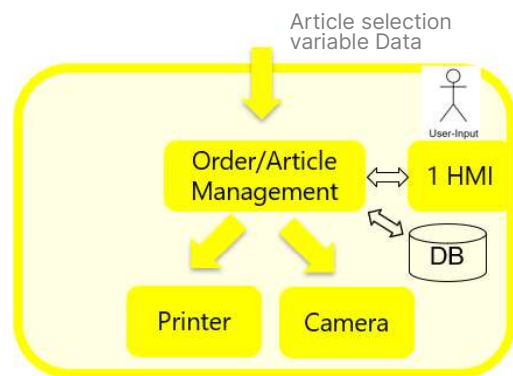 Article selection
variable Data
User-Input
Order/Article
Management
1 HMI
DB
Printer
Camera